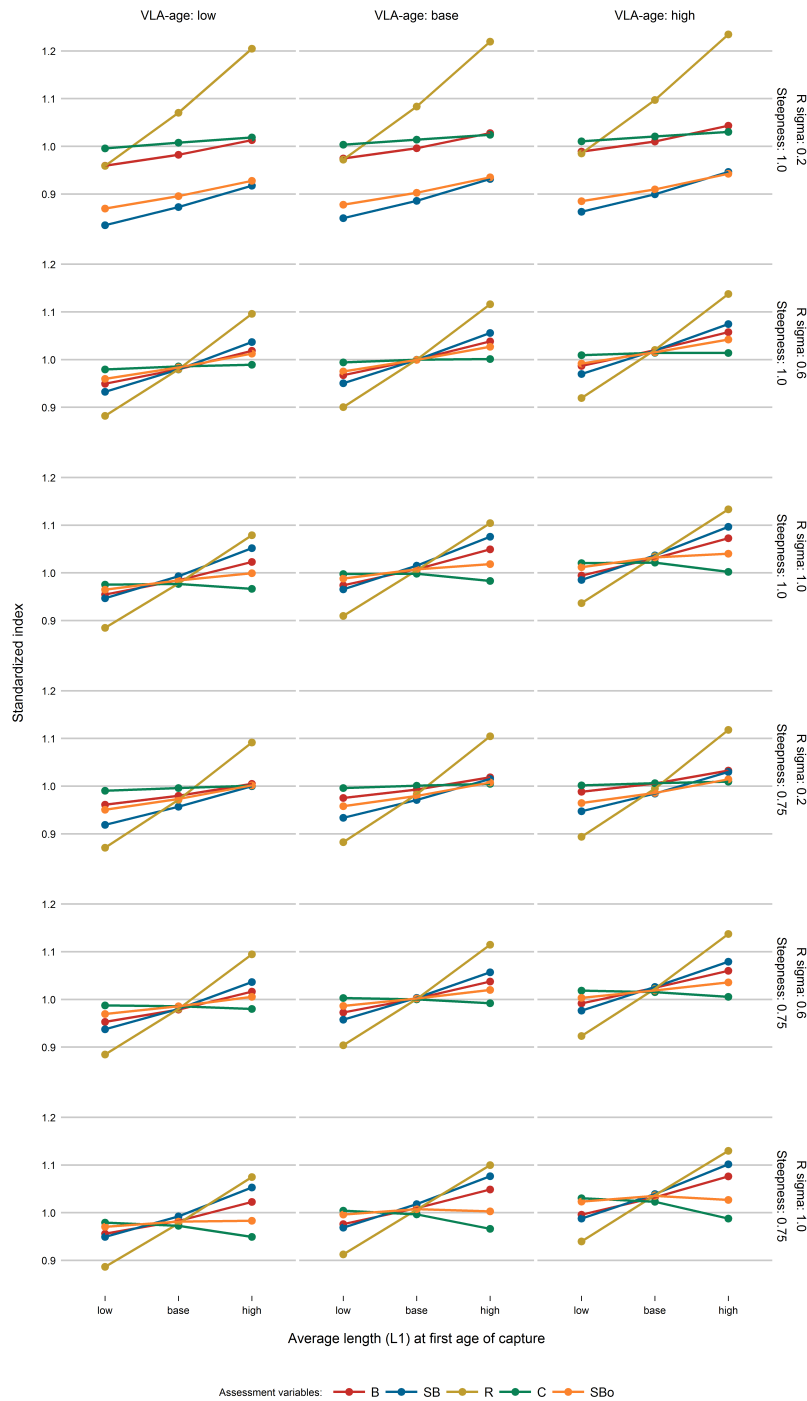 VLA-age: low VLA-age: base VLA-age: high
1.2
1.1
1.0
0.9
R sigma: 0.2
Steepness: 1.0
1.2
1.1
1.0
0.9
R sigma: 0.6
Steepness: 1.0
1.2
1.1
1.0
0.9
R sigma: 1.0
Steepness: 1.0
Standardized index
1.2
1.1
1.0
0.9
R sigma: 0.2
Steepness: 0.75
1.2
1.1
1.0
0.9
R sigma: 0.6
Steepness: 0.75
1.2
1.1
1.0
0.9
R sigma: 1.0
Steepness: 0.75
low base high low base high low base high
Average length (L1) at first age of capture
Assessment variables: B SB R C SBo